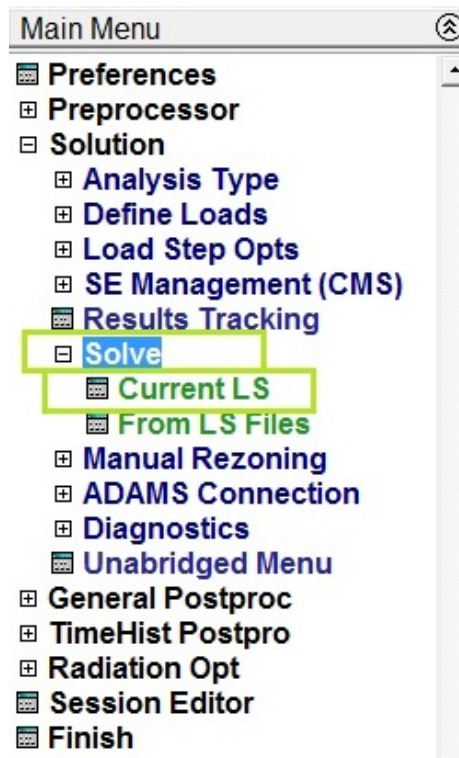 Main Menu
Preferences
Preprocessor
Solution
Analysis Type
Define Loads
Load Step Opts
SE Management (CMS)
Results Tracking
Solve
Current LS
From LS Files
Manual Rezoning
ADAMS Connection
Diagnostics
Unabridged Menu
General Postproc
TimeHist Postpro
Radiation Opt
Session Editor
Finish